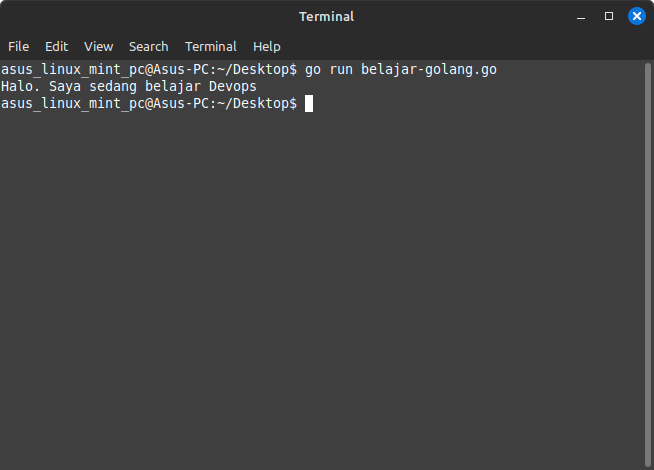 Terminal
File Edit View Search Terminal Help
asus_linux_mint_pc@Asus-PC:~/Desktop$ go run belajar-golang.go
Halo. Saya sedang belajar Devops
asus_linux_mint_pc@Asus-PC:~/Desktop$